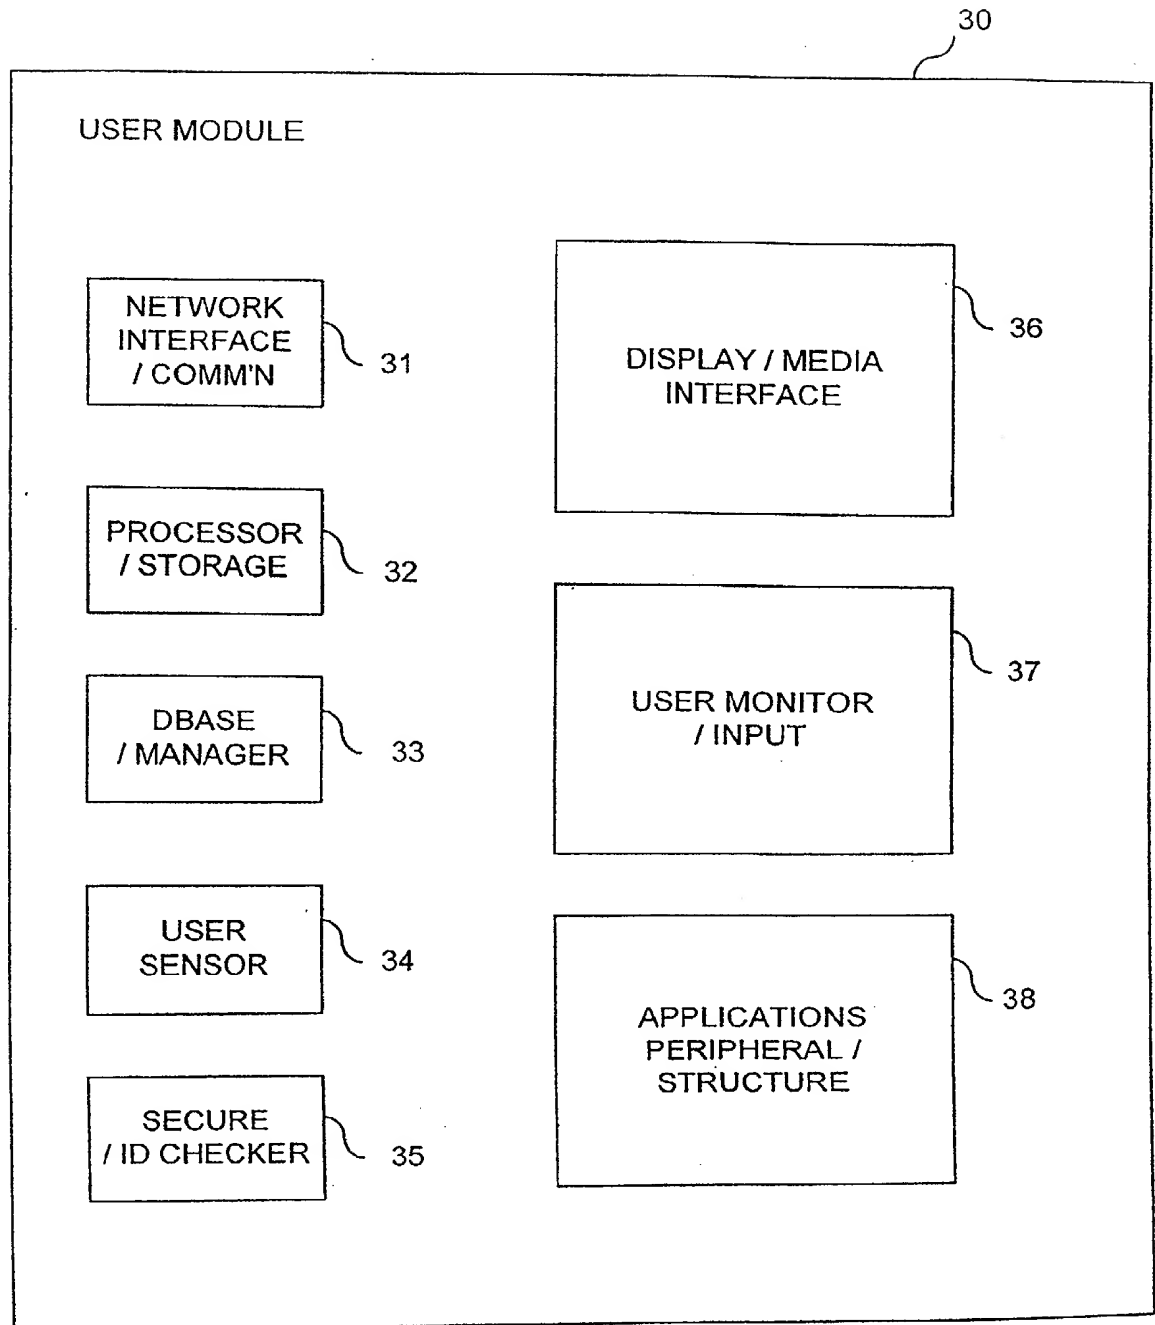 30
USER MODULE
NETWORK
INTERFACE
/ COMM'N
31
PROCESSOR
/ STORAGE
32
DBASE
/ MANAGER
33
USER
SENSOR
34
SECURE
/ ID CHECKER
35
DISPLAY / MEDIA
INTERFACE
36
USER MONITOR
/ INPUT
37
APPLICATIONS
PERIPHERAL /
STRUCTURE
38